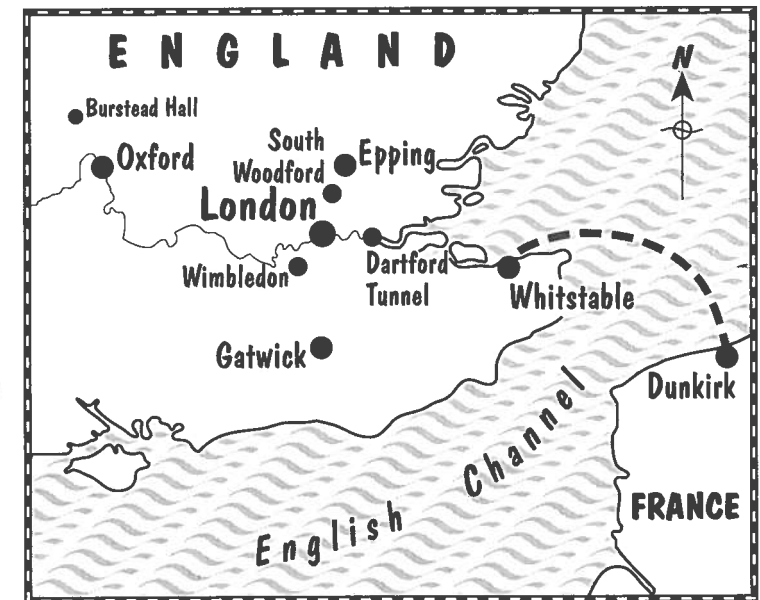 ENGLAND
N
Burstead Hall
Oxford
South
Woodford
Epping
London
Wimbledon
Dartford
Tunnel
Whitstable
Gatwick
Dunkirk
English Channel
FRANCE